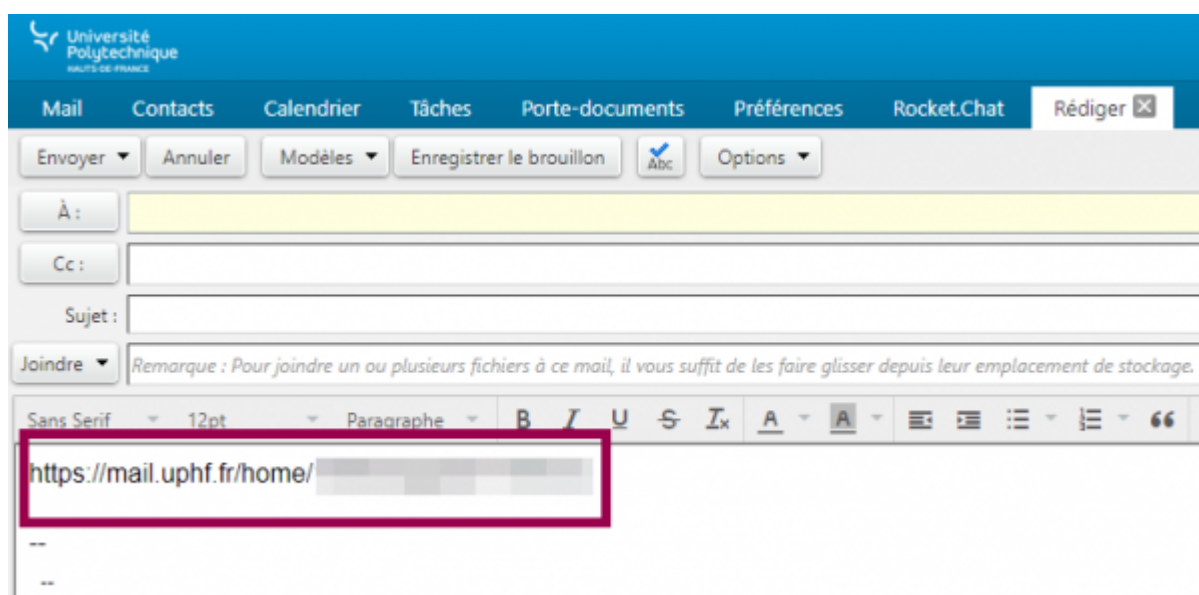 Université
Polytechnique
HAUTS-DE-FRANCE
Mail Contacts Calendrier Tâches Porte-documents Préférences Rocket.Chat Rédiger
Envoyer Annuler Modèles Enregistrer le brouillon Abc Options
À :
Cc :
Sujet :
Joindre Remarque : Pour joindre un ou plusieurs fichiers à ce mail, il vous suffit de les faire glisser depuis leur emplacement de stockage.
Sans Serif 12pt Paragraphe B I U S Ix A A
https://mail.uphf.fr/home/
--
--